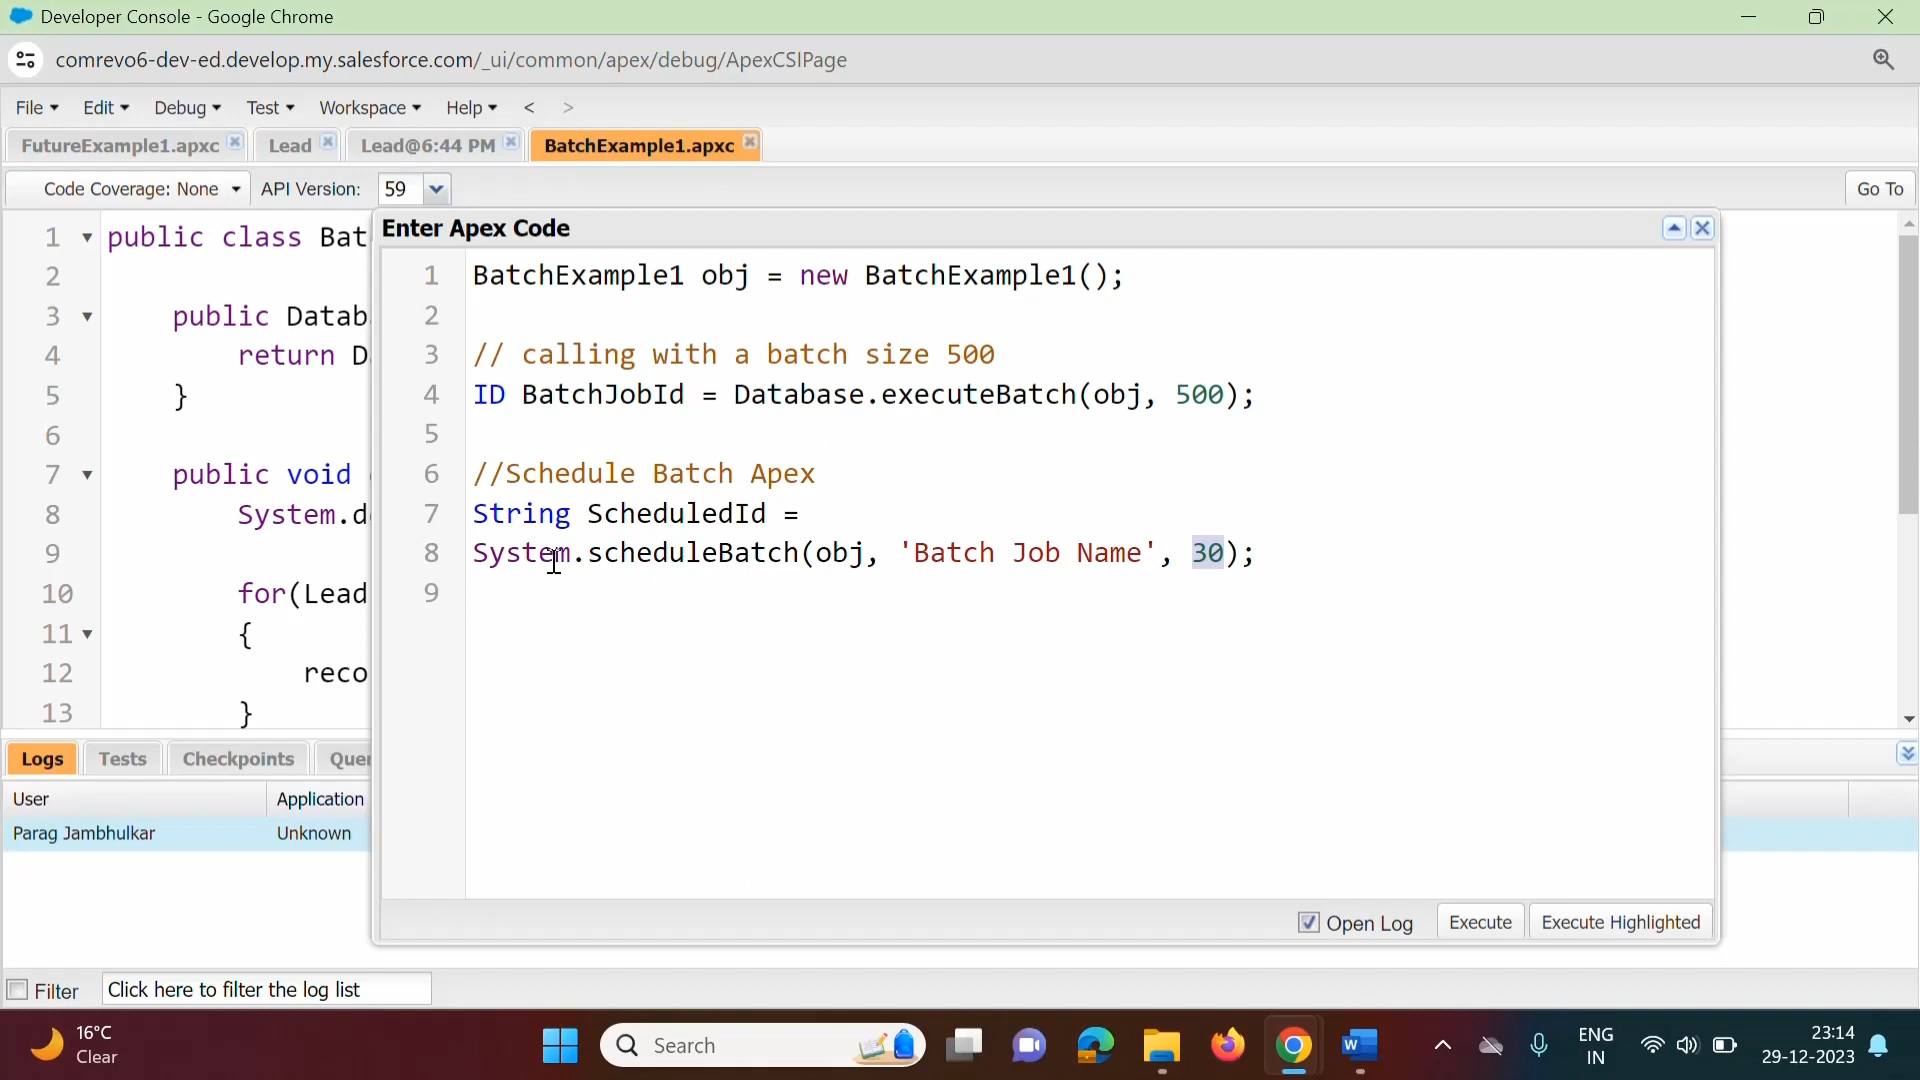 Developer Console - Google Chrome
comrevo6-dev-ed.develop.my.salesforce.com/_ui/common/apex/debug/ApexCSIPage
File Edit Debug Test Workspace Help < >
FutureExample1.apxc Lead Lead@6:44 PM BatchExample1.apxc
Code Coverage: None API Version: 59 Go To
1 public class Bat
2
3 public Datab
4 return D
5 }
6
7 public void
8 System.d
9
10 for(Lead
11 {
12 reco
13 }
Enter Apex Code
1 BatchExample1 obj = new BatchExample1();
2
3 // calling with a batch size 500
4 ID BatchJobId = Database.executeBatch(obj, 500);
5
6 //Schedule Batch Apex
7 String ScheduledId =
8 System.scheduleBatch(obj, 'Batch Job Name', 30);
9
Open Log Execute Execute Highlighted
Logs Tests Checkpoints Quer
User Application
Parag Jambhulkar Unknown
Filter Click here to filter the log list
16°C
Clear
Search
ENG
IN
23:14
29-12-2023